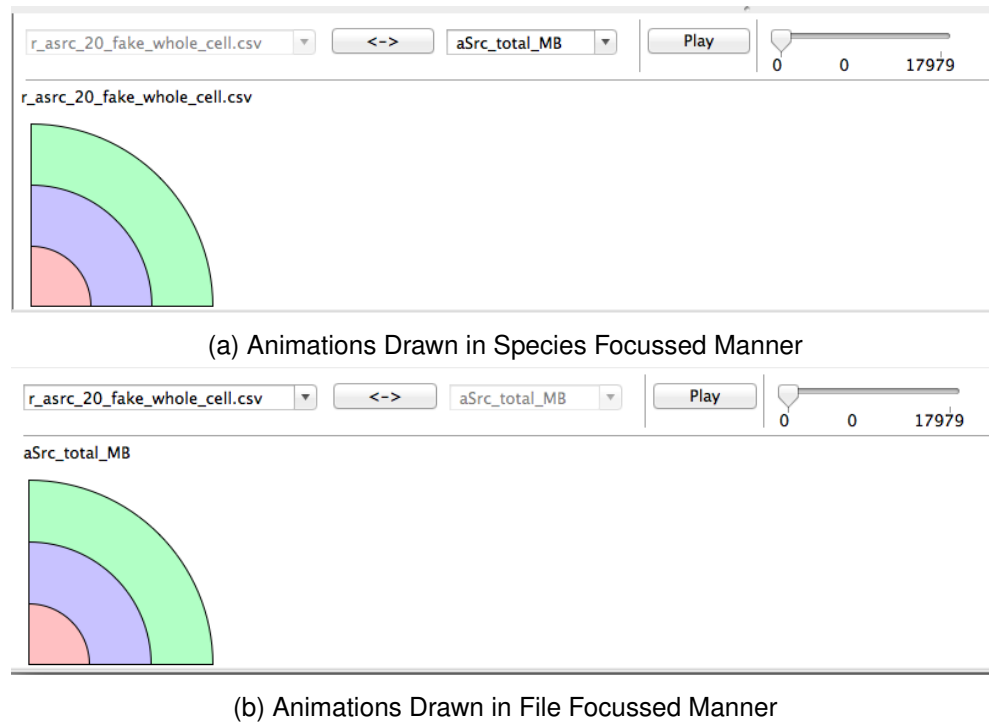 r_asrc_20_fake_whole_cell.csv <-> aSrc_total_MB Play
0 0 17979
r_asrc_20_fake_whole_cell.csv
(a) Animations Drawn in Species Focussed Manner
r_asrc_20_fake_whole_cell.csv <-> aSrc_total_MB Play
0 0 17979
aSrc_total_MB
(b) Animations Drawn in File Focussed Manner